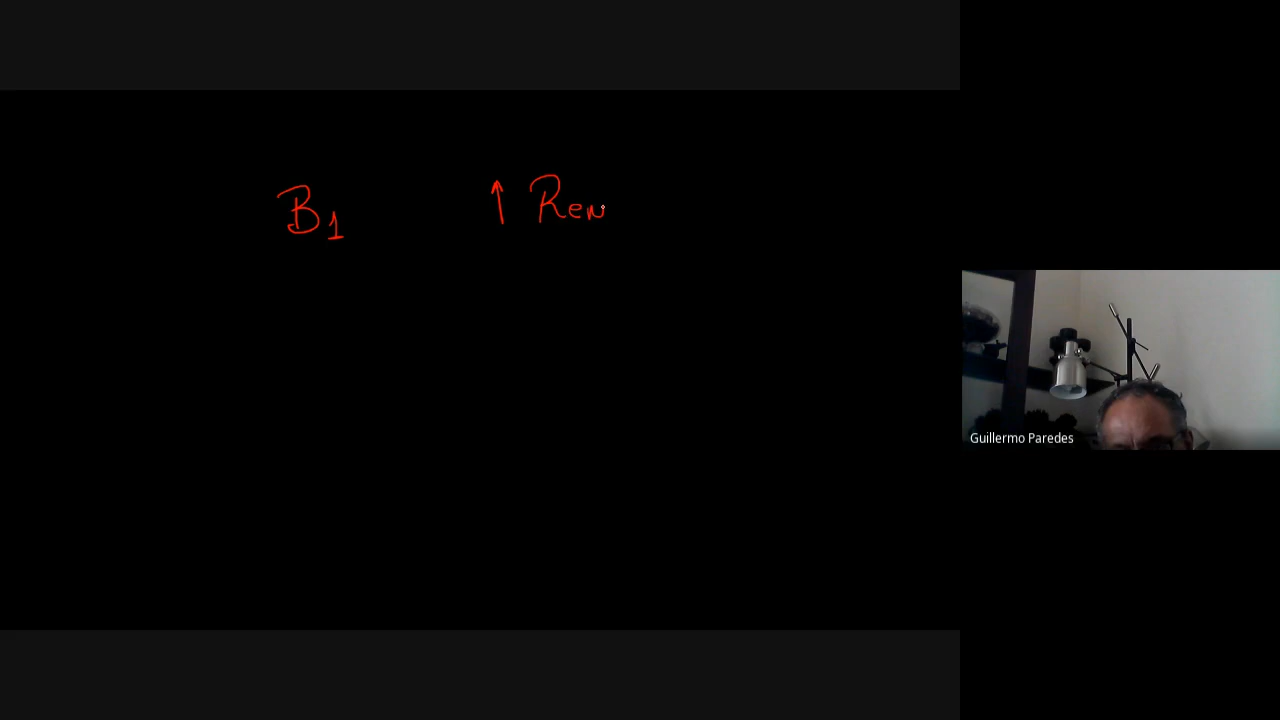 B₁ ↑ Ren
Guillermo Paredes